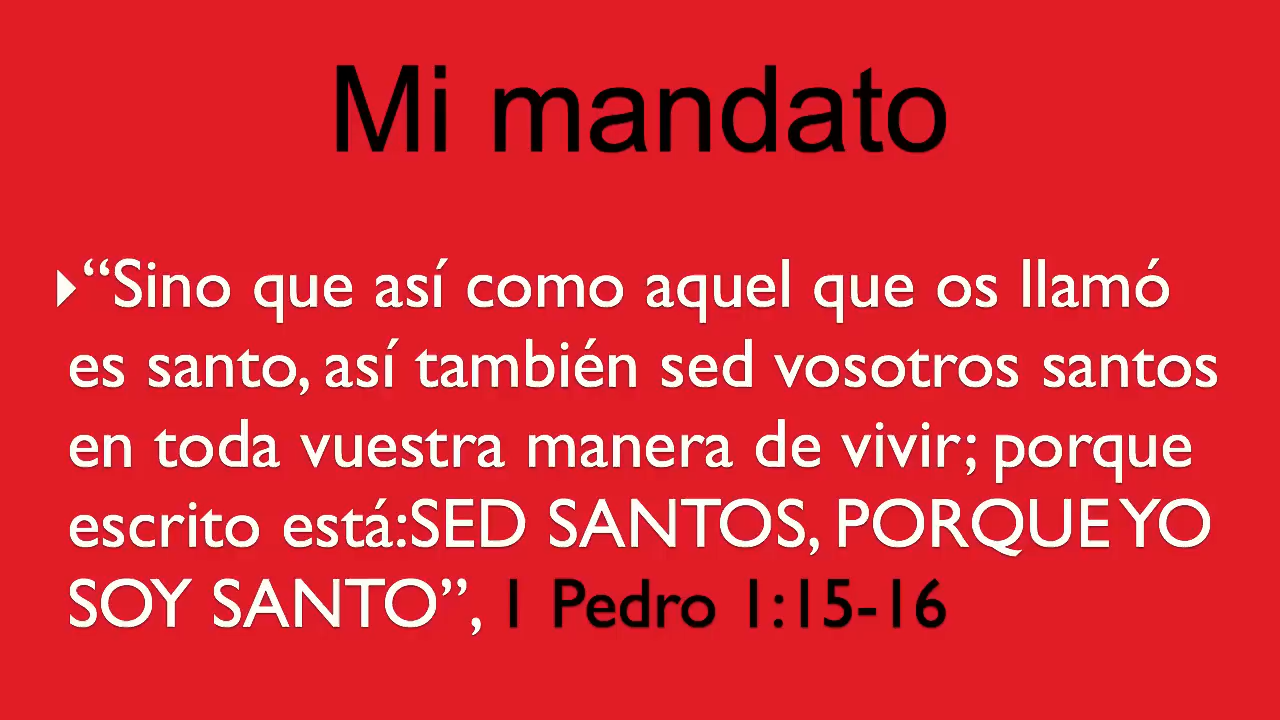 Mi mandato
“Sino que así como aquel que os llamó
es santo, así también sed vosotros santos
en toda vuestra manera de vivir; porque
escrito está:SED SANTOS, PORQUE YO
SOY SANTO”, 1 Pedro 1:15-16